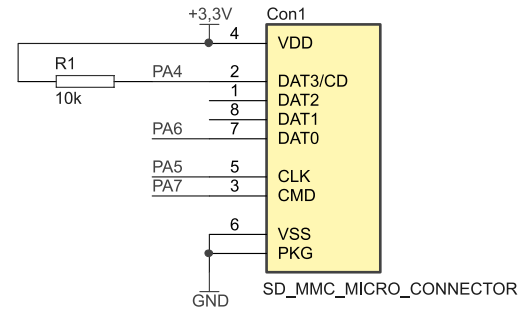 +3,3V Con1
4 VDD
R1 PA4 2 DAT3/CD
10k 1 DAT2
8 DAT1
PA6 7 DAT0
PA5 5 CLK
PA7 3 CMD
6 VSS
PKG
GND SD_MMC_MICRO_CONNECTOR